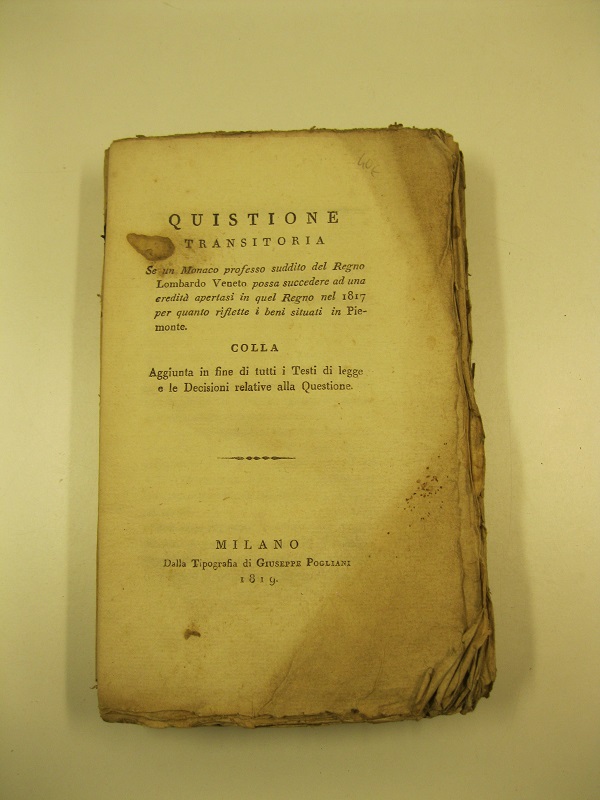 QUISTIONE
TRANSITORIA
Se un Monaco professo suddito del Regno
Lombardo Veneto possa succedere ad una
eredità apertasi in quel Regno nel 1817
per quanto riflette i beni situati in Pie-
monte.
COLLA
Aggiunta in fine di tutti i Testi di legge
e le Decisioni relative alla Questione.
MILANO
Dalla Tipografia di GIUSEPPE POGLIANI
1819.